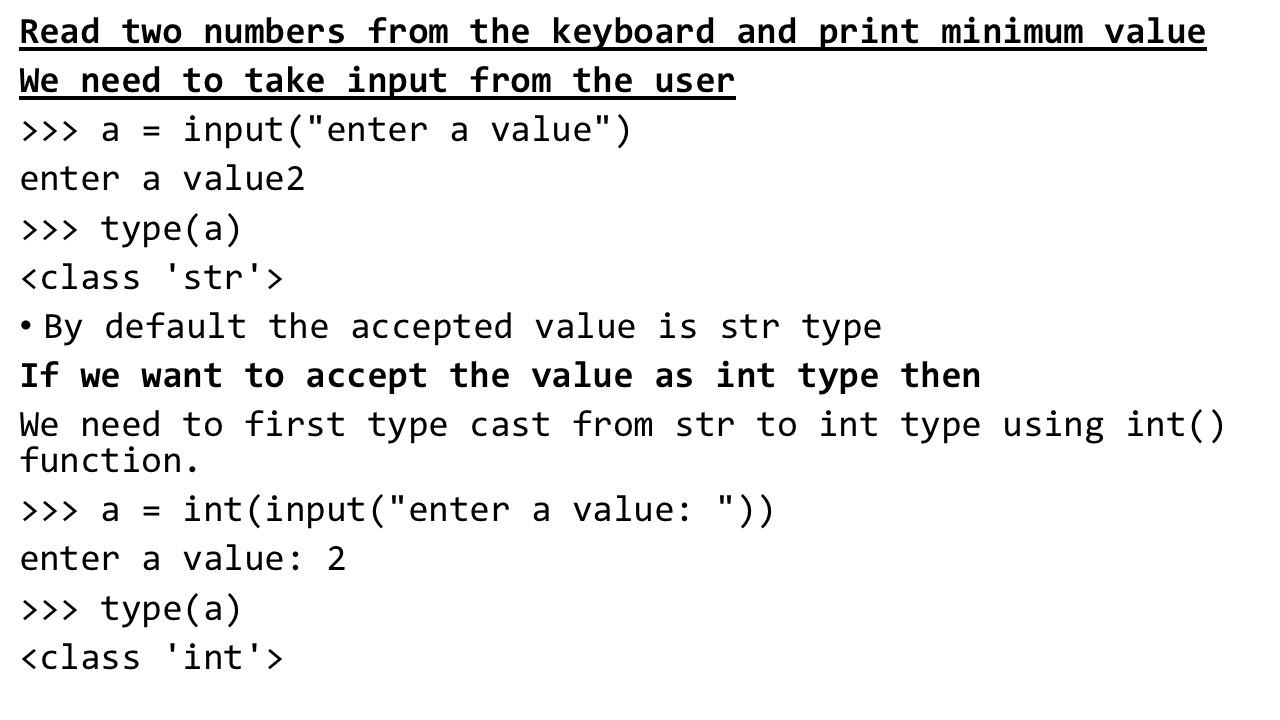 Read two numbers from the keyboard and print minimum value
We need to take input from the user
>>> a = input("enter a value")
enter a value2
>>> type(a)
<class 'str'>
• By default the accepted value is str type
If we want to accept the value as int type then
We need to first type cast from str to int type using int()
function.
>>> a = int(input("enter a value: "))
enter a value: 2
>>> type(a)
<class 'int'>